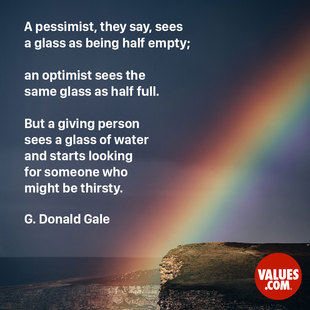 A pessimist, they say, sees
a glass as being half empty;
an optimist sees the
same glass as half full.
But a giving person
sees a glass of water
and starts looking
for someone who
might be thirsty.
G. Donald Gale
VALUES
.COM.